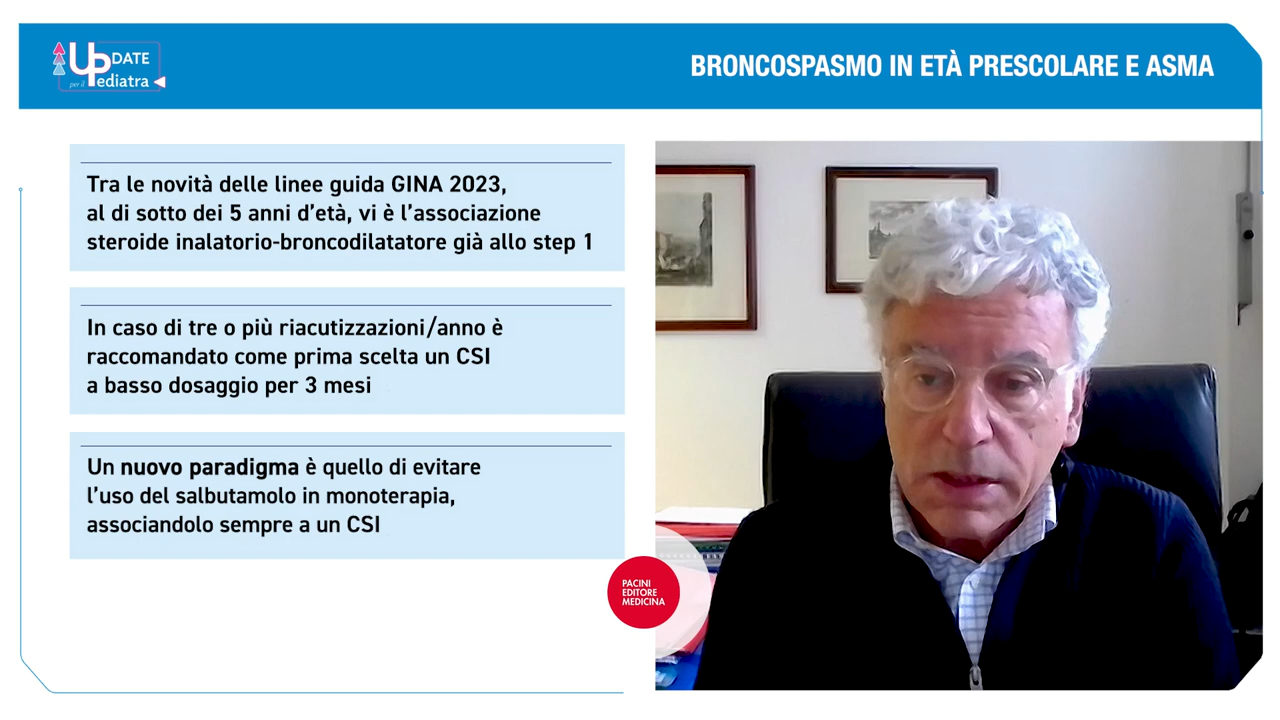 UpDATE
per il Pediatra
BRONCOSPASMO IN ETÀ PRESCOLARE E ASMA
Tra le novità delle linee guida GINA 2023,
al di sotto dei 5 anni d’età, vi è l’associazione
steroide inalatorio-broncodilatatore già allo step 1
In caso di tre o più riacutizzazioni/anno è
raccomandato come prima scelta un CSI
a basso dosaggio per 3 mesi
Un nuovo paradigma è quello di evitare
l’uso del salbutamolo in monoterapia,
associandolo sempre a un CSI
PACINI
EDITORE
MEDICINA